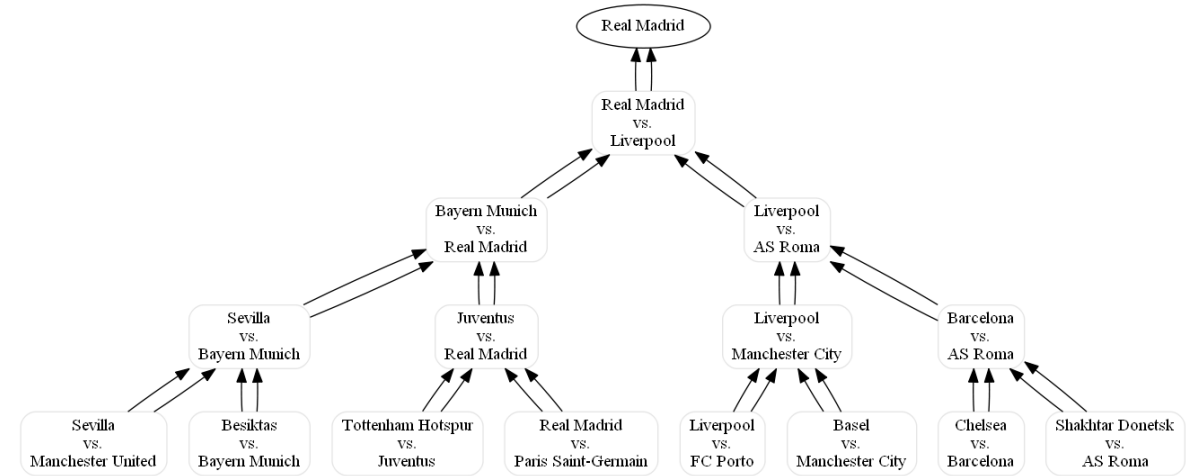 Real Madrid
Real Madrid
vs.
Liverpool
Bayern Munich
vs.
Real Madrid
Liverpool
vs.
AS Roma
Sevilla
vs.
Bayern Munich
Juventus
vs.
Real Madrid
Liverpool
vs.
Manchester City
Barcelona
vs.
AS Roma
Sevilla
vs.
Manchester United
Besiktas
vs.
Bayern Munich
Tottenham Hotspur
vs.
Juventus
Real Madrid
vs.
Paris Saint-Germain
Liverpool
vs.
FC Porto
Basel
vs.
Manchester City
Chelsea
vs.
Barcelona
Shakhtar Donetsk
vs.
AS Roma